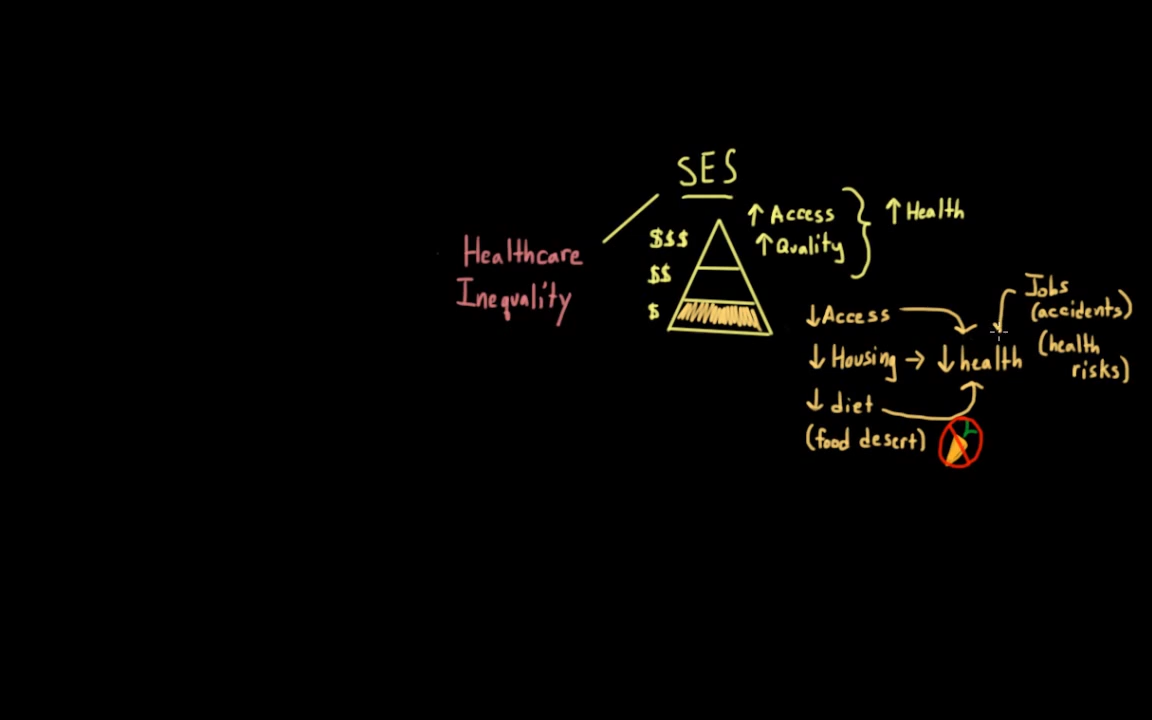 SES
Healthcare
Inequality
$$$
$$
$
↑ Access
↑ Quality
↑ Health
↓ Access
↓ Housing → ↓ health
↓ diet
(food desert)
Jobs
(accidents)
(health
risks)